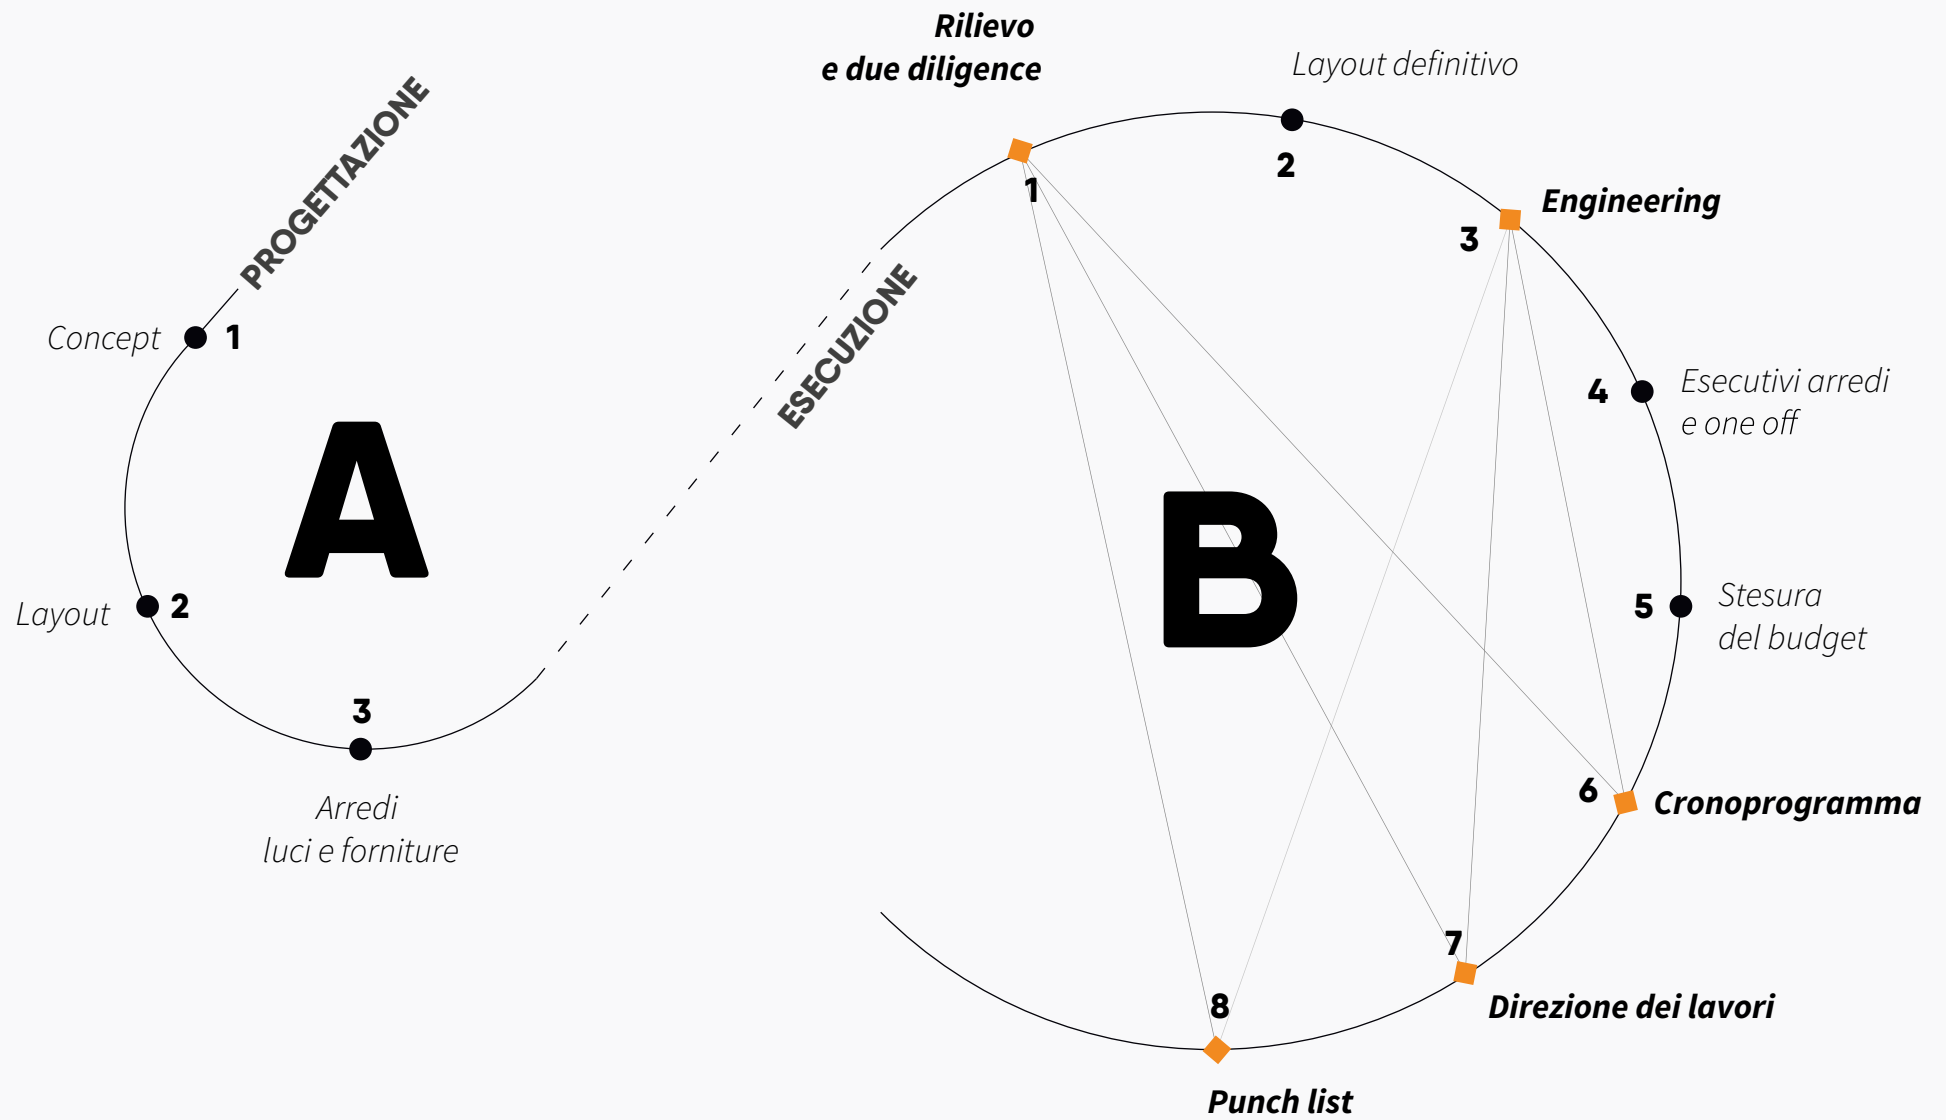 PROGETTAZIONE
Concept
1
A
Layout
2
3
Arredi
luci e forniture
ESECUZIONE
B
Rilievo
e due diligence
1
Layout definitivo
2
Engineering
3
4
Esecutivi arredi
e one off
5
Stesura
del budget
6
Cronoprogramma
7
Direzione dei lavori
8
Punch list